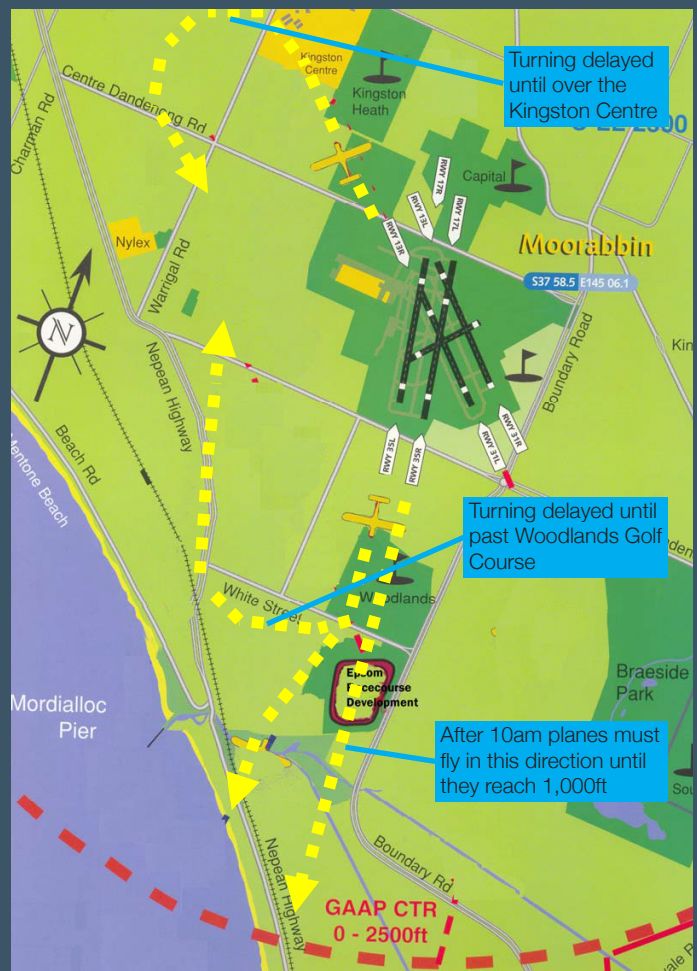 Kingston
Centre
Turning delayed
until over the
Kingston Centre
Kingston
Heath
Centre Dandenong Rd
Charman Rd
RWY 17R
Capital
RWY 13L
RWY 17L
RWY 13R
Moorabbin
Nylex
S37 58.5 E145 06.1
Warrigal Rd
N
Kin
Boundary Road
Nepean Highway
Beach Rd
Mentone Beach
RWY 35L
RWY 35R
RWY 31L
RWY 31R
Turning delayed until
past Woodlands Golf
Course
White Street
Woodlands
Epsom
Racecourse
Development
Braeside
Park
Mordialloc
Pier
After 10am planes must
fly in this direction until
they reach 1,000ft
Sou
Boundary Rd
Nepean Highway
GAAP CTR
0 - 2500ft